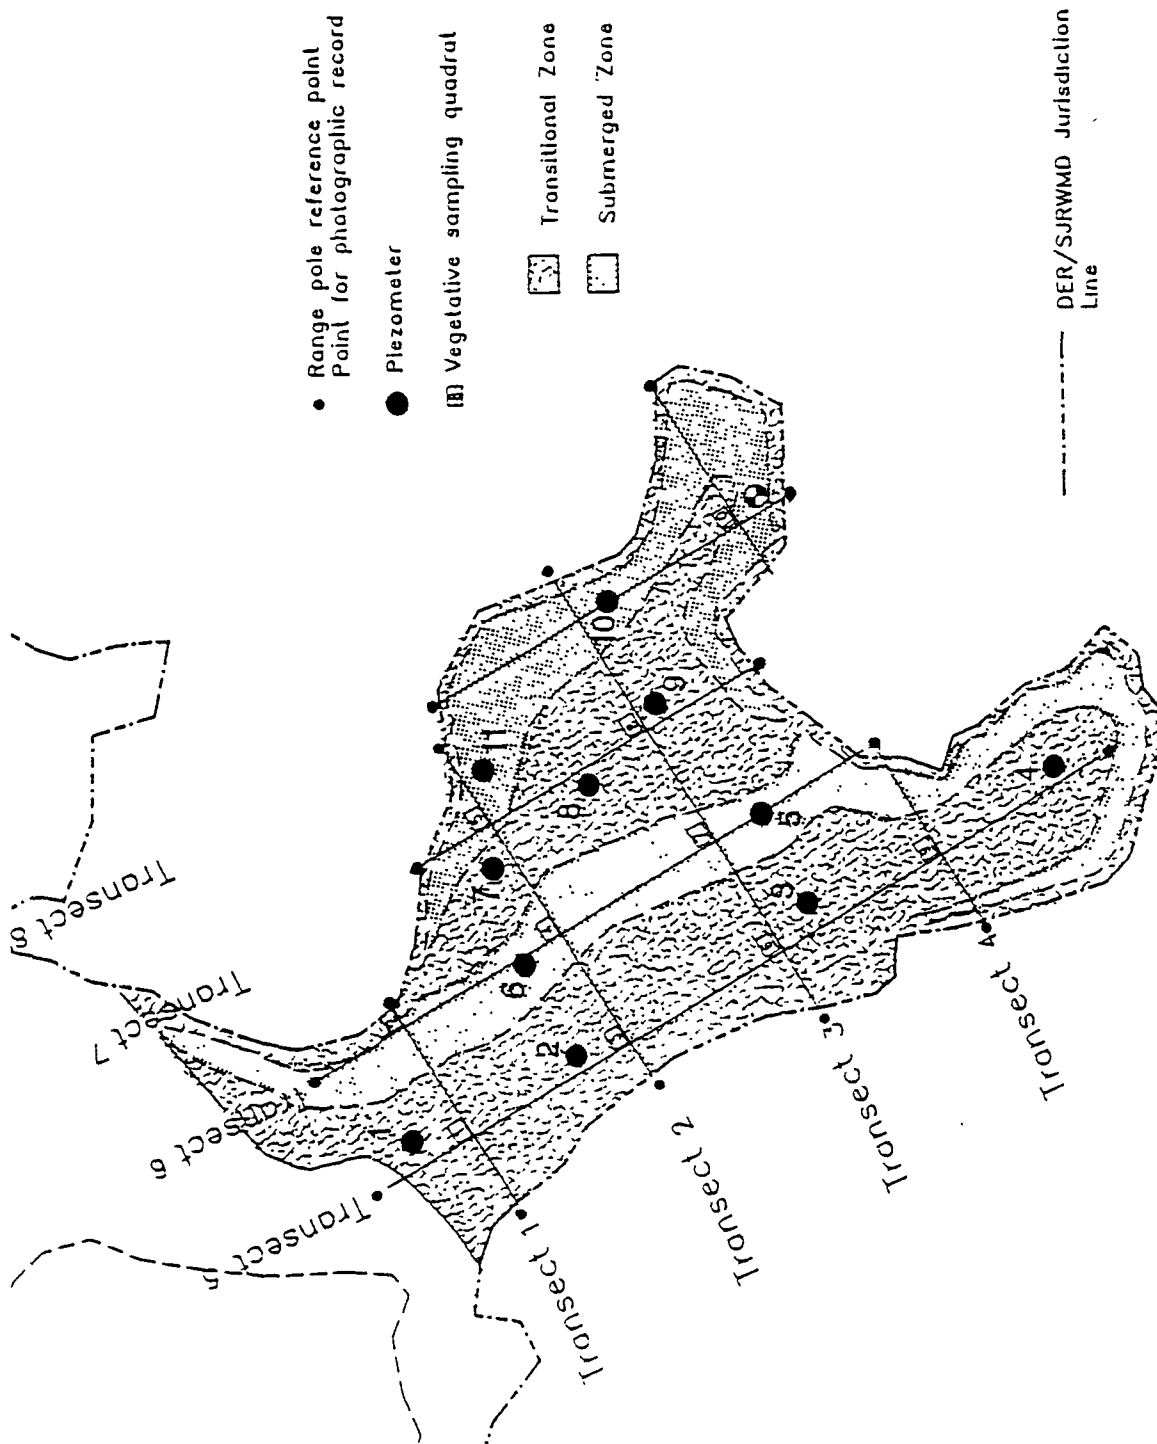 Range pole reference point
Point for photographic record
Piezometer
Vegetative sampling quadrat
Transitional Zone
Submerged Zone
DER/SJRWMD Jurisdiction
Line
Transect 1
Transect 2
Transect 3
Transect 4
Transect 5
Transect 6
Transect 7
Transect 8
1
2
3
4
5
6
7
8
9
10
11